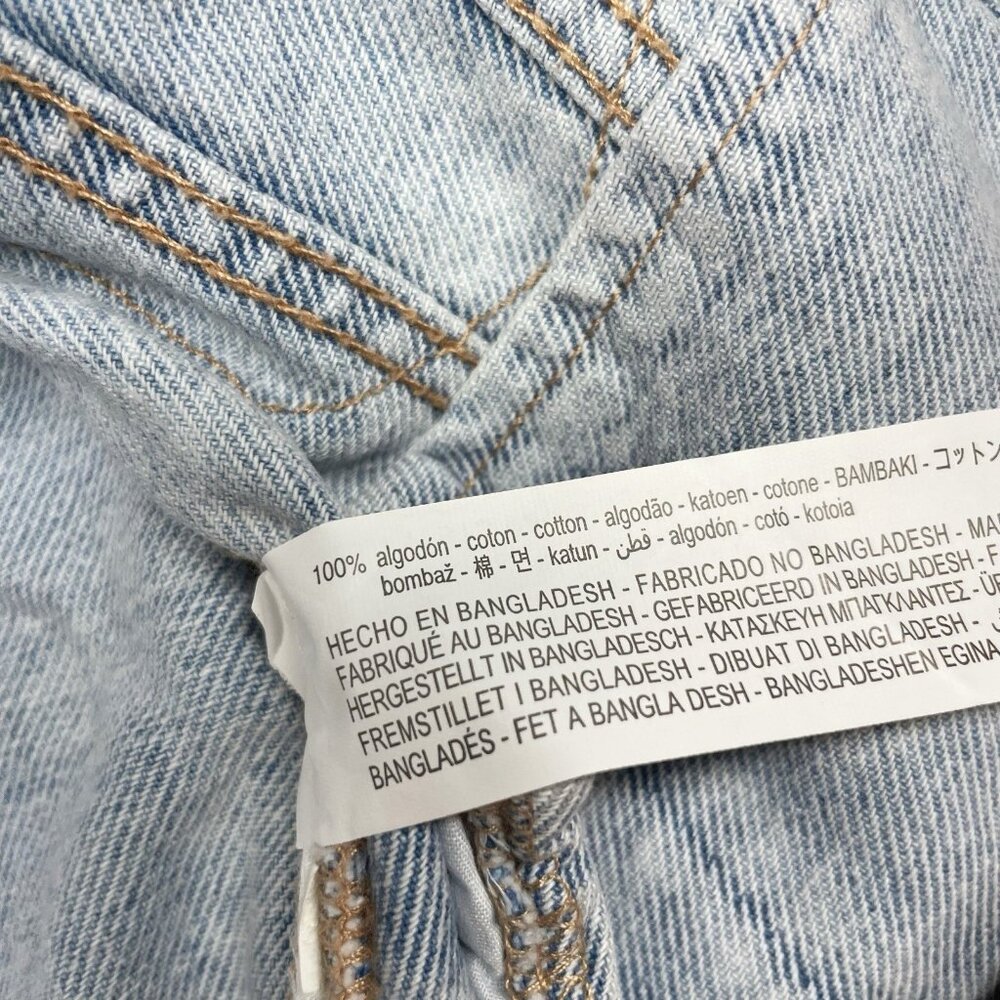 100% algodón - coton - cotton - algodão - katoen - cotone - BAMBAKI - コットン
bombaž - 棉 - 면 - katun - قطن - algodón - cotó - kotoia
HECHO EN BANGLADESH - FABRICADO NO BANGLADESH - MA
FABRIQUÉ AU BANGLADESH - GEFABRICEERD IN BANGLADESH - F
HERGESTELLT IN BANGLADESCH - ΚΑΤΑΣΚΕΥΗ ΜΠΑΓΚΛΑΝΤΕΣ - ÜF
FREMSTILLET I BANGLADESH - DIBUAT DI BANGLADESH -
BANGLADÉS - FET A BANGLA DESH - BANGLADESHEN EGINA